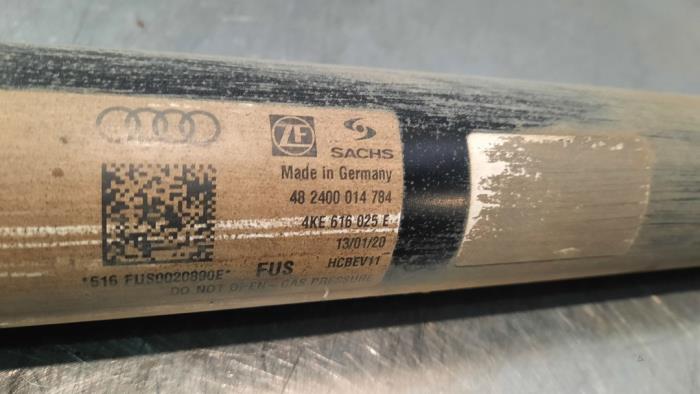 ZF
SACHS
Made in Germany
48 2400 014 784
4KE 616 025 E
13/01/20
*516 FUS0020890E* FUS HCBEV11
DO NOT OPEN - GAS PRESSURE